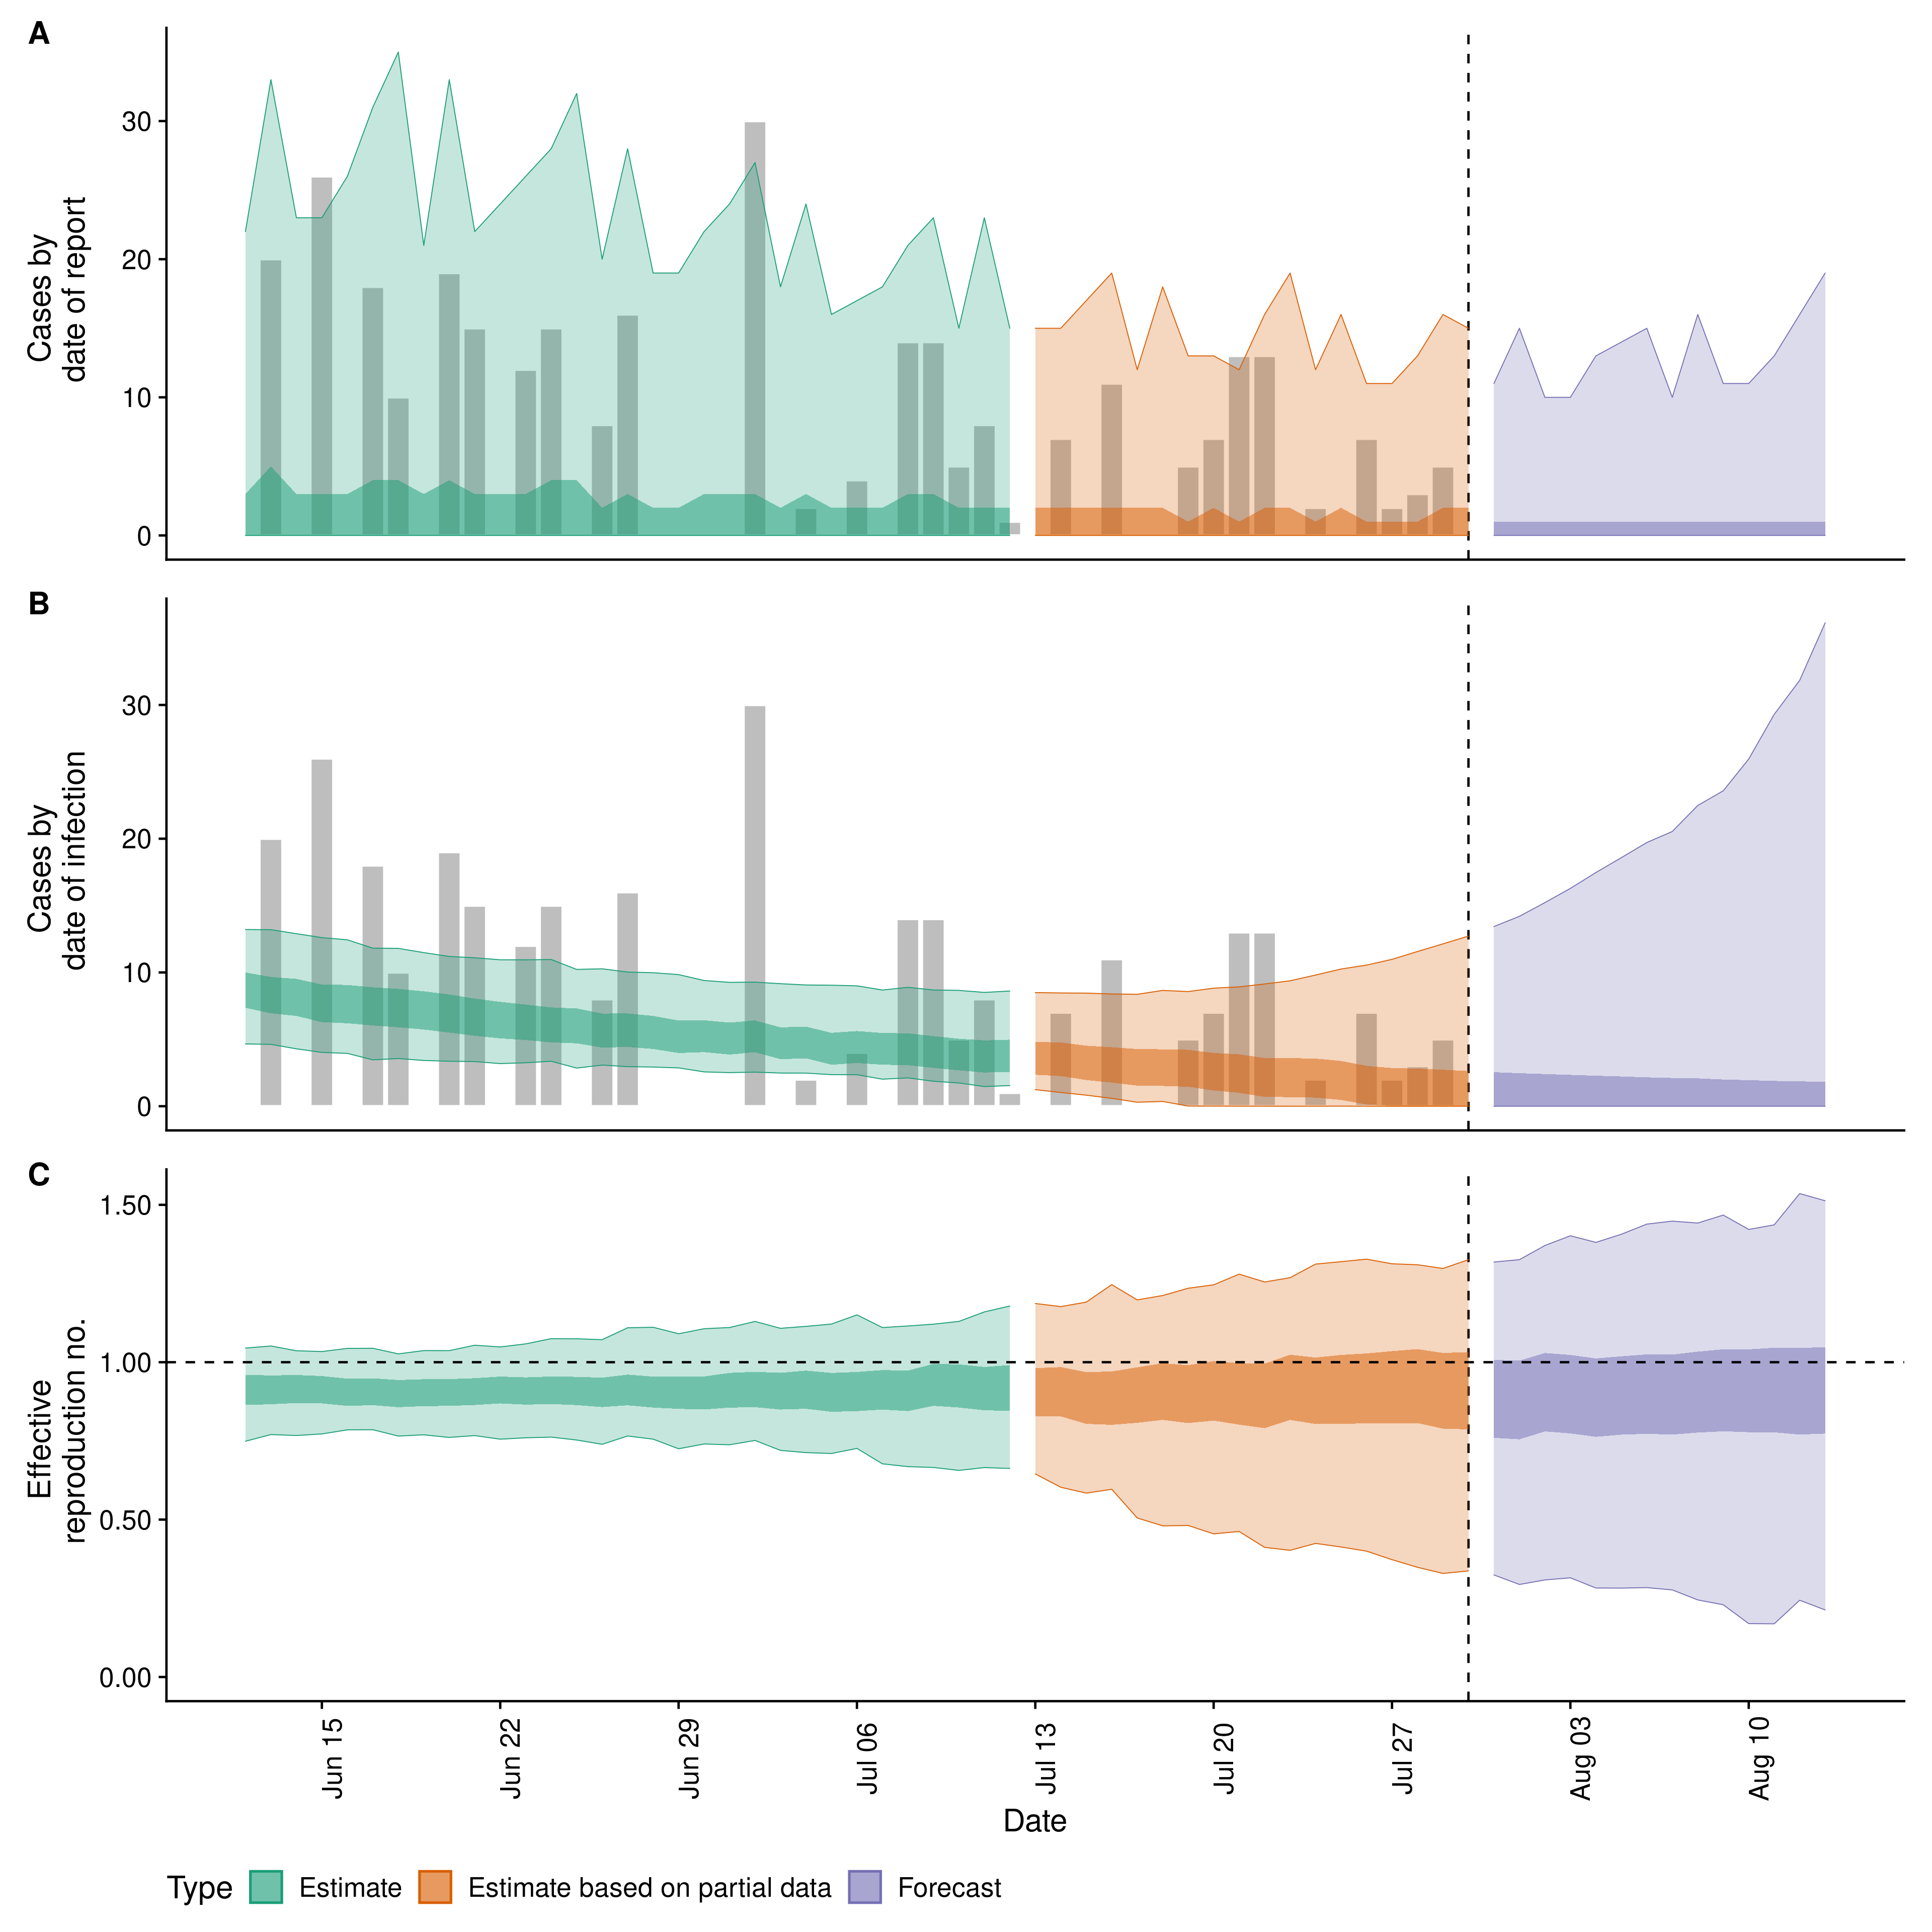 A
Cases by
date of report
30
20
10
0
B
Cases by
date of infection
30
20
10
0
C
Effective
reproduction no.
1.50
1.00
0.50
0.00
Jun 15
Jun 22
Jun 29
Jul 06
Jul 13
Jul 20
Jul 27
Aug 03
Aug 10
Date
Type Estimate Estimate based on partial data Forecast